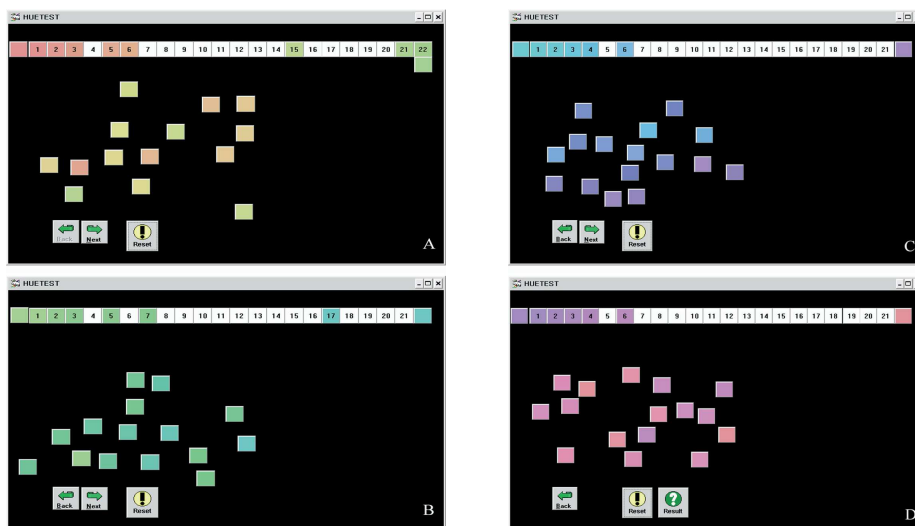 HUETEST
1 2 3 4 5 6 7 8 9 10 11 12 13 14 15 16 17 18 19 20 21 22
Back Next Reset
A
HUETEST
1 2 3 4 5 6 7 8 9 10 11 12 13 14 15 16 17 18 19 20 21
Back Next Reset
C
HUETEST
1 2 3 4 5 6 7 8 9 10 11 12 13 14 15 16 17 18 19 20 21
Back Next Reset
B
HUETEST
1 2 3 4 5 6 7 8 9 10 11 12 13 14 15 16 17 18 19 20 21
Back Reset Result
D